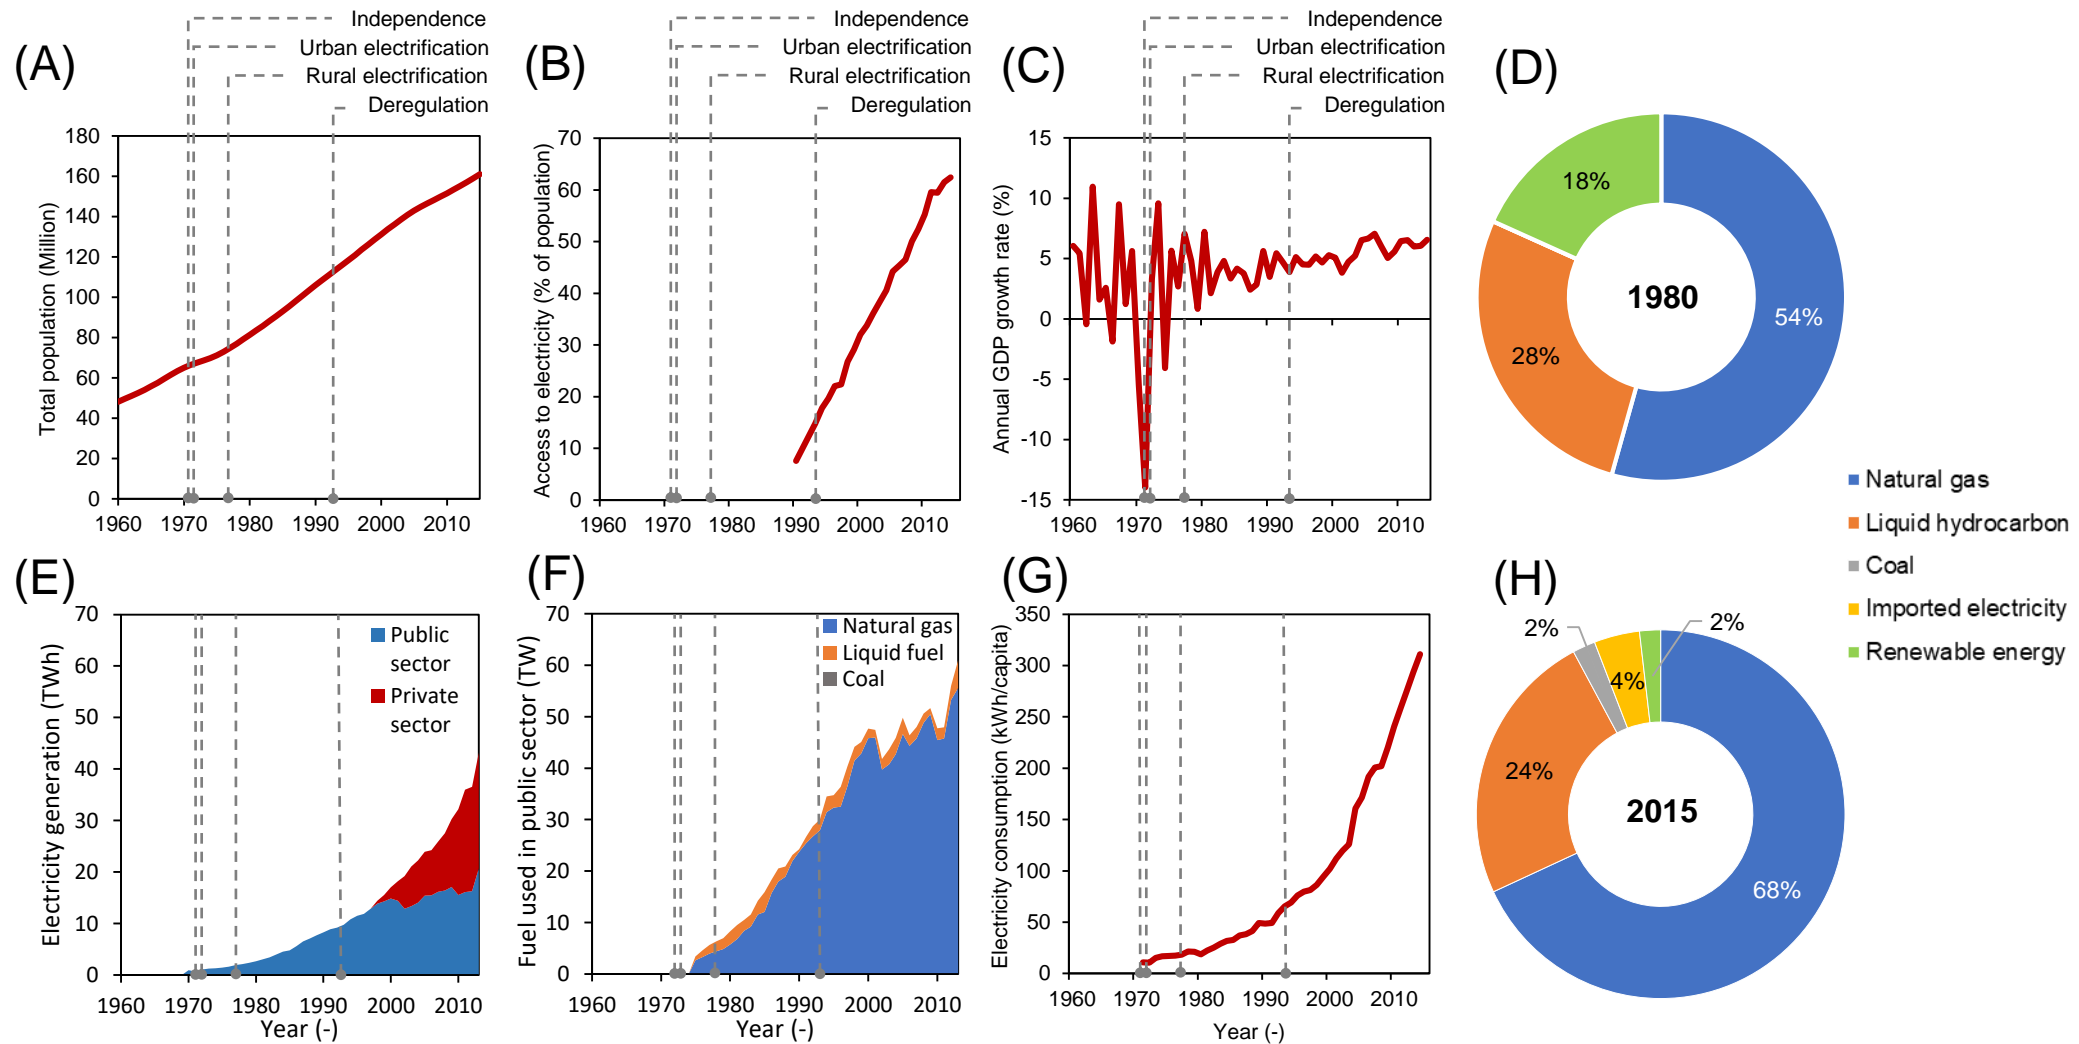 (A)
Independence
Urban electrification
Rural electrification
Deregulation
Total population (Million)
180
160
140
120
100
80
60
40
20
0
1960 1970 1980 1990 2000 2010
(B)
Independence
Urban electrification
Rural electrification
Deregulation
Access to electricity (% of population)
70
60
50
40
30
20
10
0
1960 1970 1980 1990 2000 2010
(C)
Independence
Urban electrification
Rural electrification
Deregulation
Annual GDP growth rate (%)
15
10
5
0
-5
-10
-15
1960 1970 1980 1990 2000 2010
(D)
18%
54%
28%
1980
Natural gas
Liquid hydrocarbon
Coal
Imported electricity
Renewable energy
(E)
Electricity generation (TWh)
70
60
50
40
30
20
10
0
Public
sector
Private
sector
1960 1970 1980 1990 2000 2010
Year (-)
(F)
Fuel used in public sector (TW)
70
60
50
40
30
20
10
0
Natural gas
Liquid fuel
Coal
1960 1970 1980 1990 2000 2010
Year (-)
(G)
Electricity consumption (kWh/capita)
350
300
250
200
150
100
50
0
1960 1970 1980 1990 2000 2010
Year (-)
(H)
2%
2%
4%
24%
68%
2015